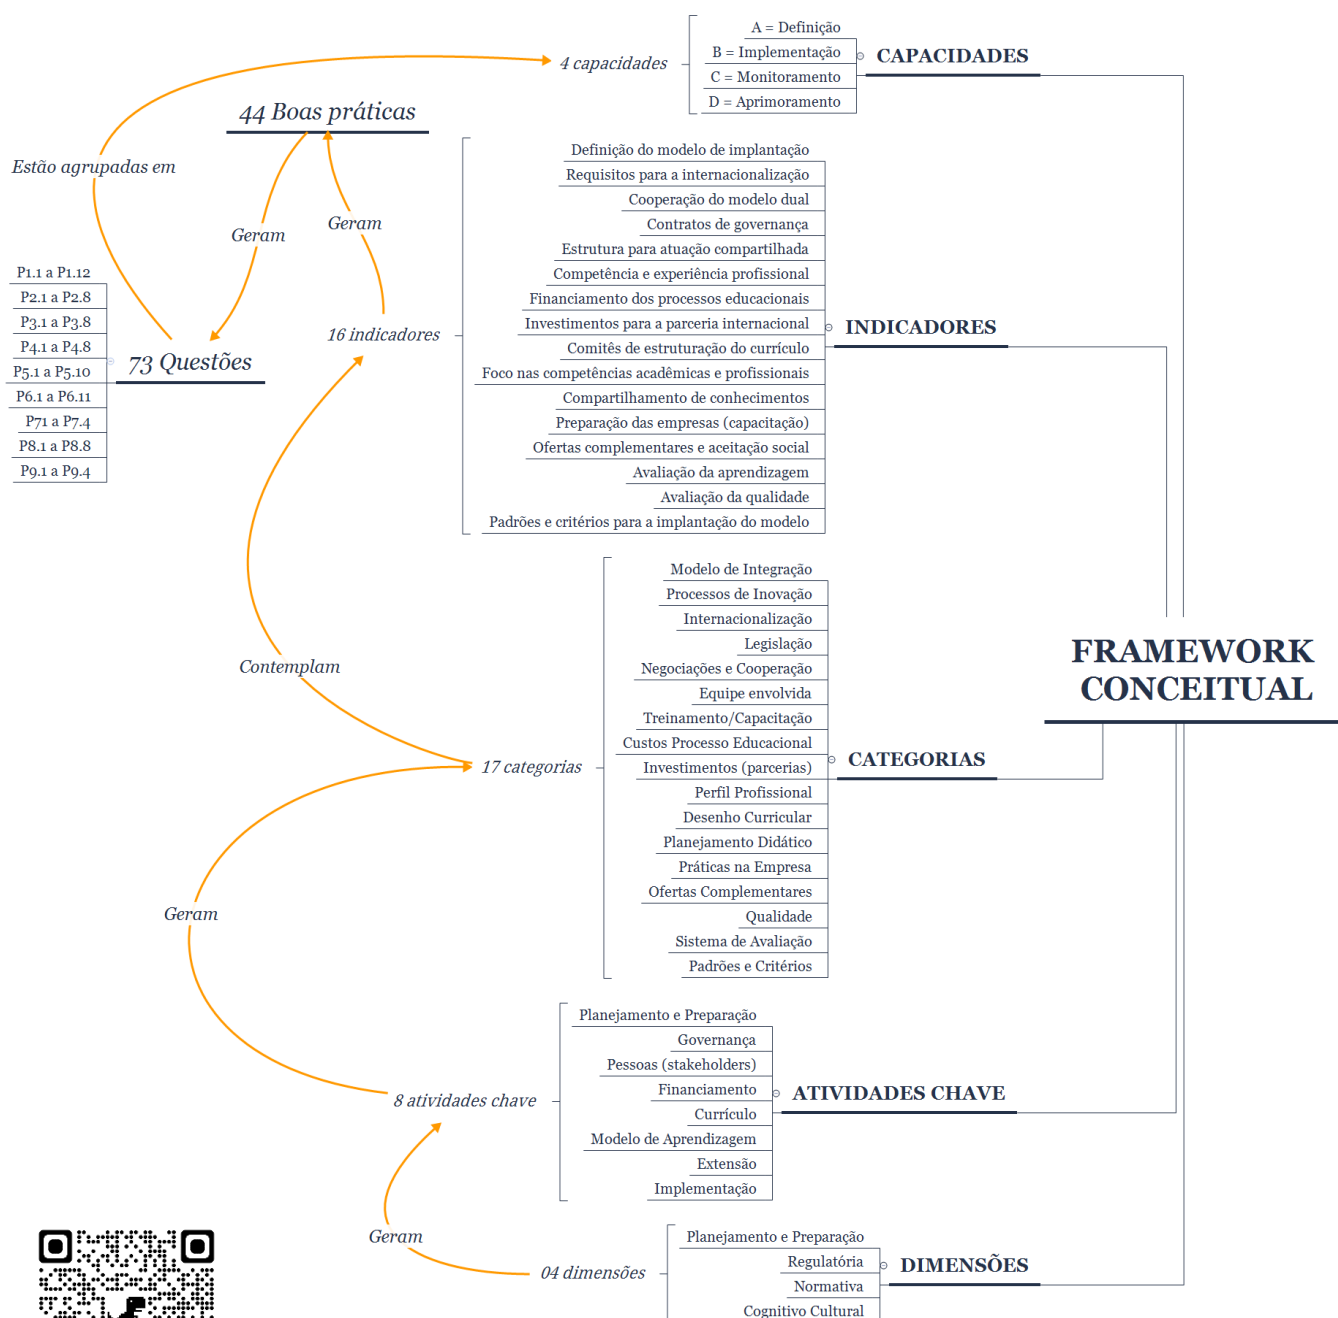 A = Definição
B = Implementação
C = Monitoramento
D = Aprimoramento
4 capacidades
CAPACIDADES
44 Boas práticas
Estão agrupadas em
Geram
Geram
Definição do modelo de implantação
Requisitos para a internacionalização
Cooperação do modelo dual
Contratos de governança
Estrutura para atuação compartilhada
Competência e experiência profissional
Financiamento dos processos educacionais
Investimentos para a parceria internacional
Comitês de estruturação do currículo
Foco nas competências acadêmicas e profissionais
Compartilhamento de conhecimentos
Preparação das empresas (capacitação)
Ofertas complementares e aceitação social
Avaliação da aprendizagem
Avaliação da qualidade
Padrões e critérios para a implantação do modelo
16 indicadores
INDICADORES
P1.1 a P1.12
P2.1 a P2.8
P3.1 a P3.8
P4.1 a P4.8
P5.1 a P5.10
P6.1 a P6.11
P71 a P7.4
P8.1 a P8.8
P9.1 a P9.4
73 Questões
Modelo de Integração
Processos de Inovação
Internacionalização
Legislação
Negociações e Cooperação
Equipe envolvida
Treinamento/Capacitação
Custos Processo Educacional
Investimentos (parcerias)
Perfil Profissional
Desenho Curricular
Planejamento Didático
Práticas na Empresa
Ofertas Complementares
Qualidade
Sistema de Avaliação
Padrões e Critérios
Contemplam
17 categorias
CATEGORIAS
FRAMEWORK
CONCEITUAL
Geram
Planejamento e Preparação
Governança
Pessoas (stakeholders)
Financiamento
Currículo
Modelo de Aprendizagem
Extensão
Implementação
8 atividades chave
ATIVIDADES CHAVE
Geram
Planejamento e Preparação
Regulatória
Normativa
Cognitivo Cultural
04 dimensões
DIMENSÕES